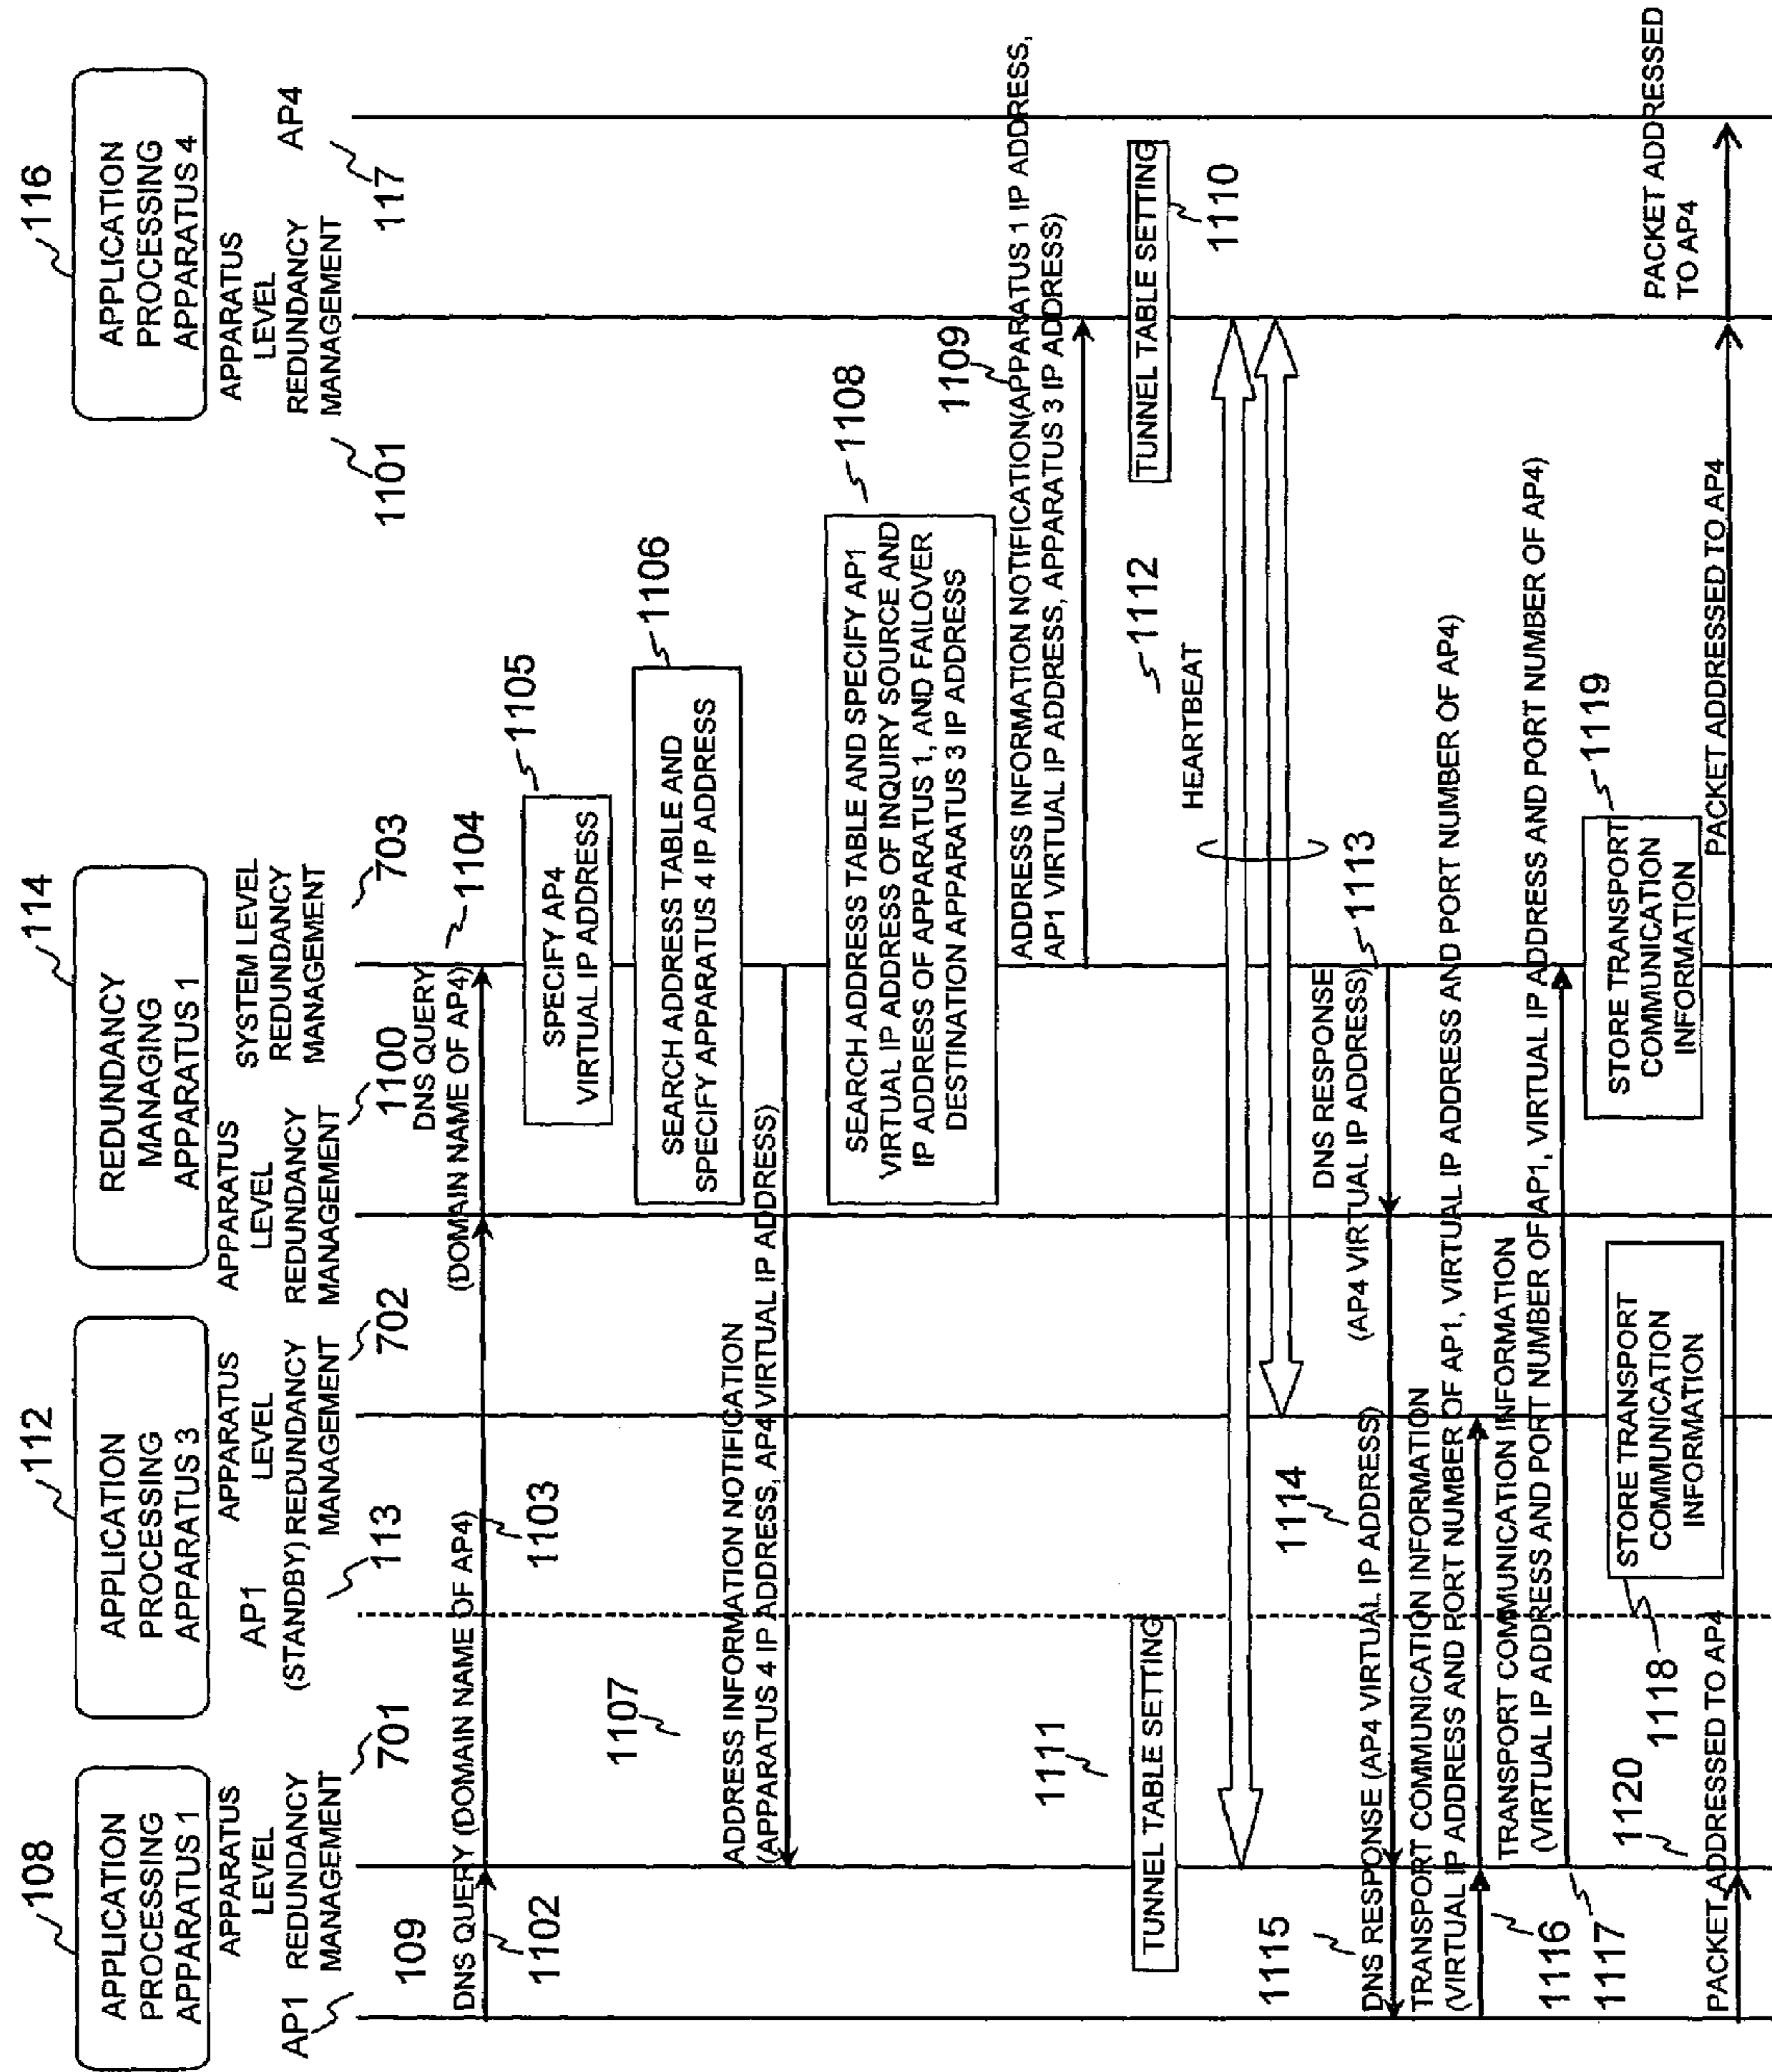 108
APPLICATION
PROCESSING
APPARATUS 1
112
APPLICATION
PROCESSING
APPARATUS 3
114
REDUNDANCY
MANAGING
APPARATUS 1
116
APPLICATION
PROCESSING
APPARATUS 4
AP1
109
APPARATUS
LEVEL
REDUNDANCY
MANAGEMENT
701
AP1
(STANDBY)
113
APPARATUS
LEVEL
REDUNDANCY
MANAGEMENT
702
APPARATUS
LEVEL
REDUNDANCY
MANAGEMENT
1100
SYSTEM LEVEL
REDUNDANCY
MANAGEMENT
703
APPARATUS
LEVEL
REDUNDANCY
MANAGEMENT
1101
AP4
117
DNS QUERY (DOMAIN NAME OF AP4)
1102
1103
DNS QUERY
(DOMAIN NAME OF AP4)
1104
SPECIFY AP4
VIRTUAL IP ADDRESS
1105
SEARCH ADDRESS TABLE AND
SPECIFY APPARATUS 4 IP ADDRESS
1106
1107
ADDRESS INFORMATION NOTIFICATION
(APPARATUS 4 IP ADDRESS, AP4 VIRTUAL IP ADDRESS)
SEARCH ADDRESS TABLE AND SPECIFY AP1
VIRTUAL IP ADDRESS OF INQUIRY SOURCE AND
IP ADDRESS OF APPARATUS 1, AND FAILOVER
DESTINATION APPARATUS 3 IP ADDRESS
1108
1109
ADDRESS INFORMATION NOTIFICATION(APPARATUS 1 IP ADDRESS,
AP1 VIRTUAL IP ADDRESS, APPARATUS 3 IP ADDRESS)
TUNNEL TABLE SETTING
1110
1111
TUNNEL TABLE SETTING
1112
HEARTBEAT
DNS RESPONSE
(AP4 VIRTUAL IP ADDRESS)
1113
1114
1115
DNS RESPONSE (AP4 VIRTUAL IP ADDRESS)
TRANSPORT COMMUNICATION INFORMATION
(VIRTUAL IP ADDRESS AND PORT NUMBER OF AP1, VIRTUAL IP ADDRESS AND PORT NUMBER OF AP4)
1116
TRANSPORT COMMUNICATION INFORMATION
(VIRTUAL IP ADDRESS AND PORT NUMBER OF AP1, VIRTUAL IP ADDRESS AND PORT NUMBER OF AP4)
1117
STORE TRANSPORT
COMMUNICATION
INFORMATION
1118
STORE TRANSPORT
COMMUNICATION
INFORMATION
1119
1120
PACKET ADDRESSED TO AP4
PACKET ADDRESSED TO AP4
PACKET ADDRESSED TO AP4
PACKET ADDRESSED
TO AP4